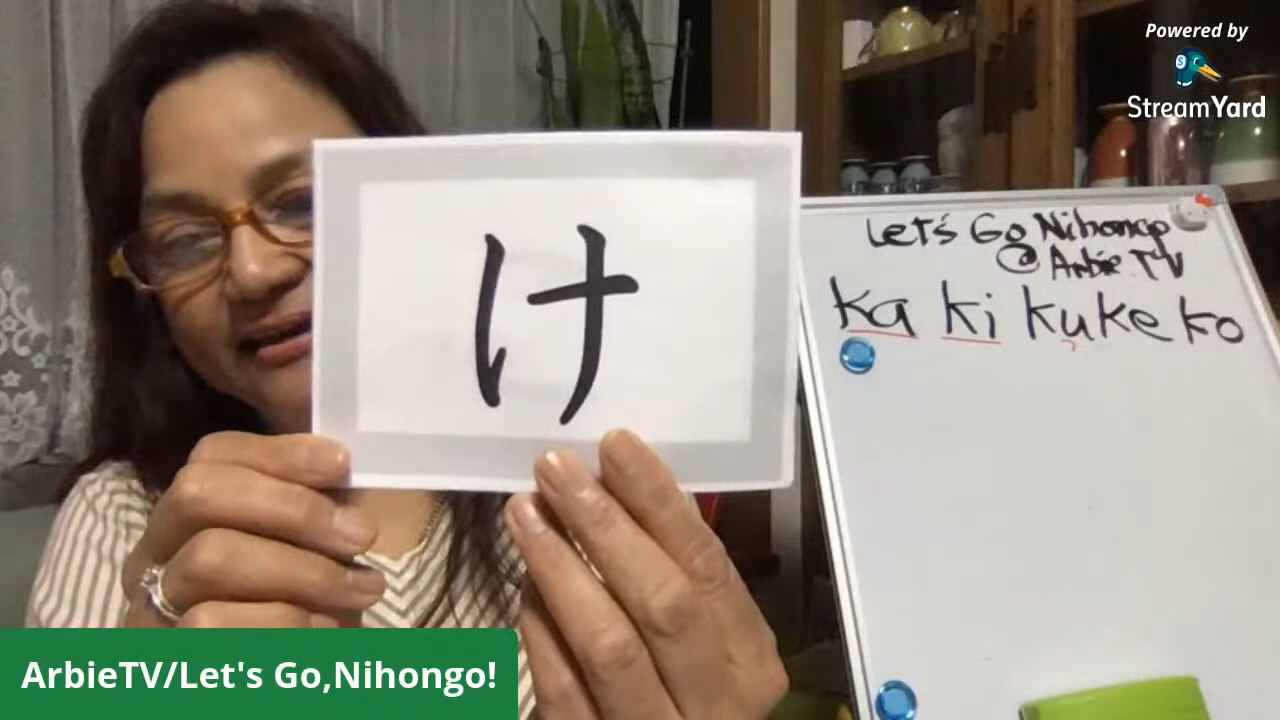 Powered by
StreamYard
け
Let's Go Nihongo
@ Arbie TV
ka ki ku ke ko
ArbieTV/Let's Go,Nihongo!